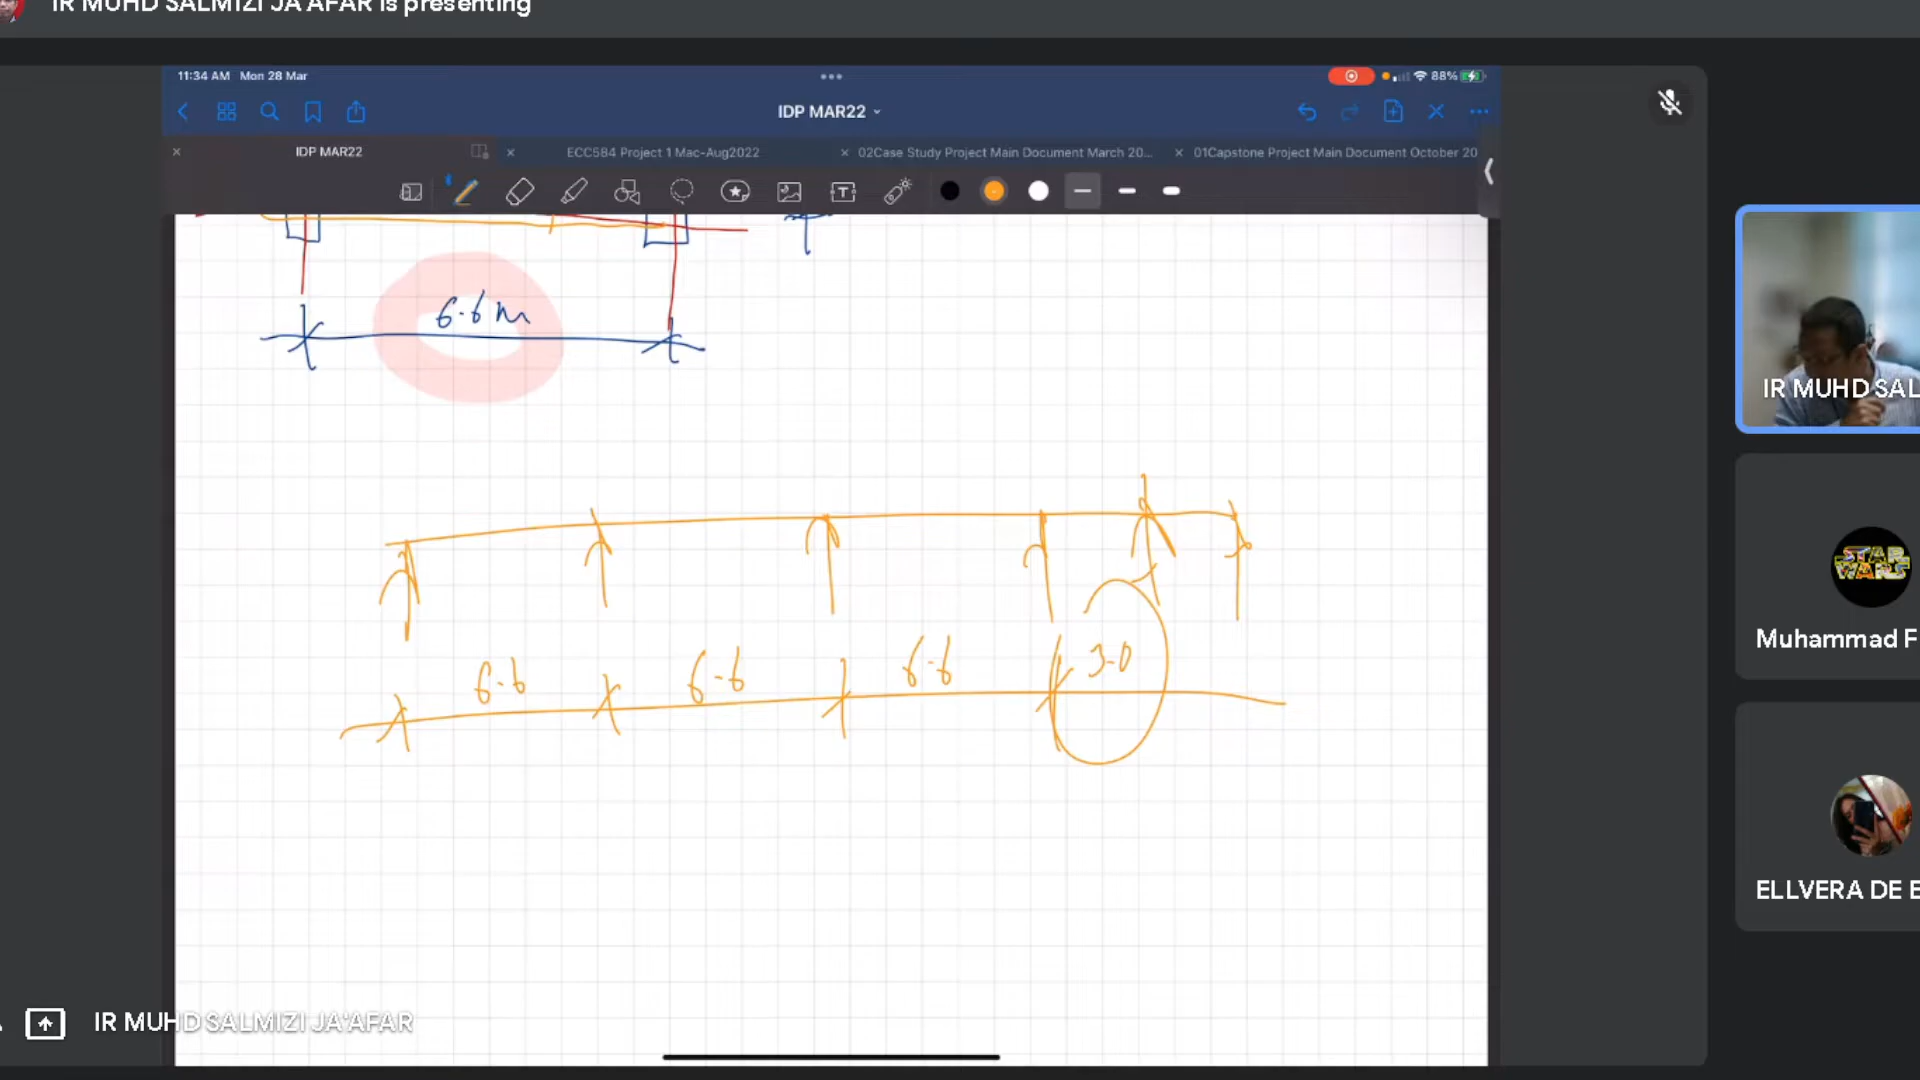 IR MUHD SALMIZI JA'AFAR is presenting
11:34 AM Mon 28 Mar
88%
IDP MAR22
IDP MAR22
ECC584 Project 1 Mac-Aug2022
02Case Study Project Main Document March 20...
01Capstone Project Main Document October 20
6.6m
6.6
6.6
6.6
3.0
IR MUHD SAL
STAR
WARS
Muhammad F
ELLVERA DE
IR MUHD SALMIZI JA'AFAR